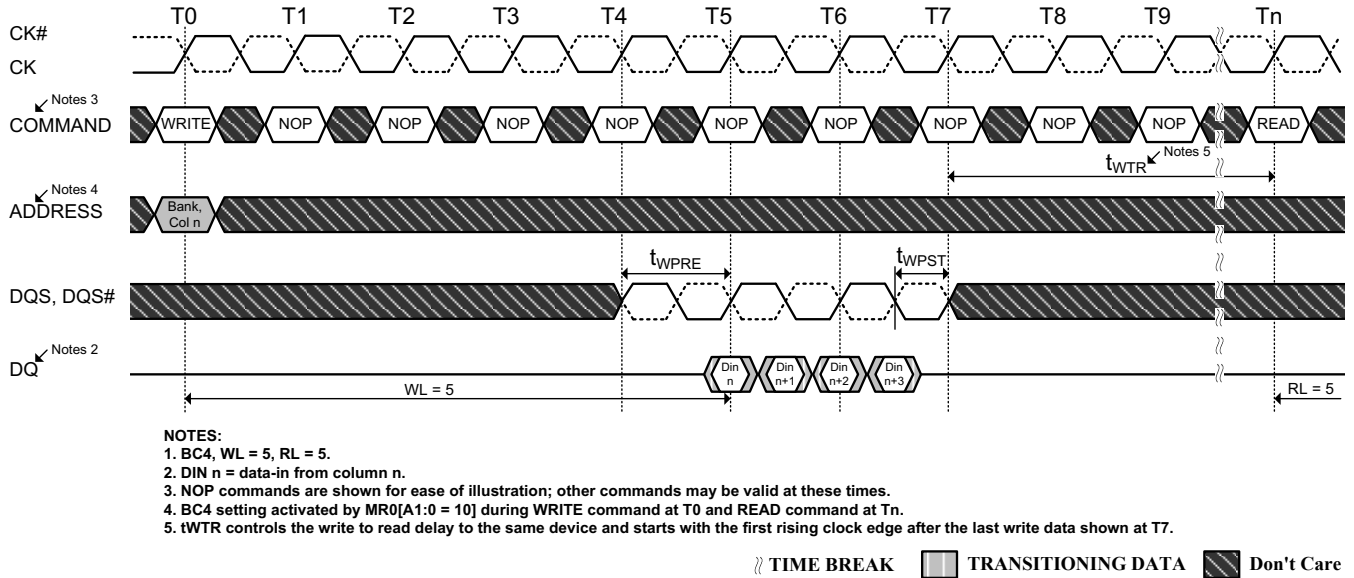 T0 T1 T2 T3 T4 T5 T6 T7 T8 T9 Tn
CK#
CK
Notes 3
COMMAND
WRITE NOP NOP NOP NOP NOP NOP NOP NOP NOP READ
tWTR Notes 5
Notes 4
ADDRESS
Bank,
Col n
tWPRE tWPST
DQS, DQS#
Notes 2
DQ
Din Din Din Din
n n+1 n+2 n+3
WL = 5 RL = 5
NOTES:
1. BC4, WL = 5, RL = 5.
2. DIN n = data-in from column n.
3. NOP commands are shown for ease of illustration; other commands may be valid at these times.
4. BC4 setting activated by MR0[A1:0 = 10] during WRITE command at T0 and READ command at Tn.
5. tWTR controls the write to read delay to the same device and starts with the first rising clock edge after the last write data shown at T7.
TIME BREAK TRANSITIONING DATA Don't Care